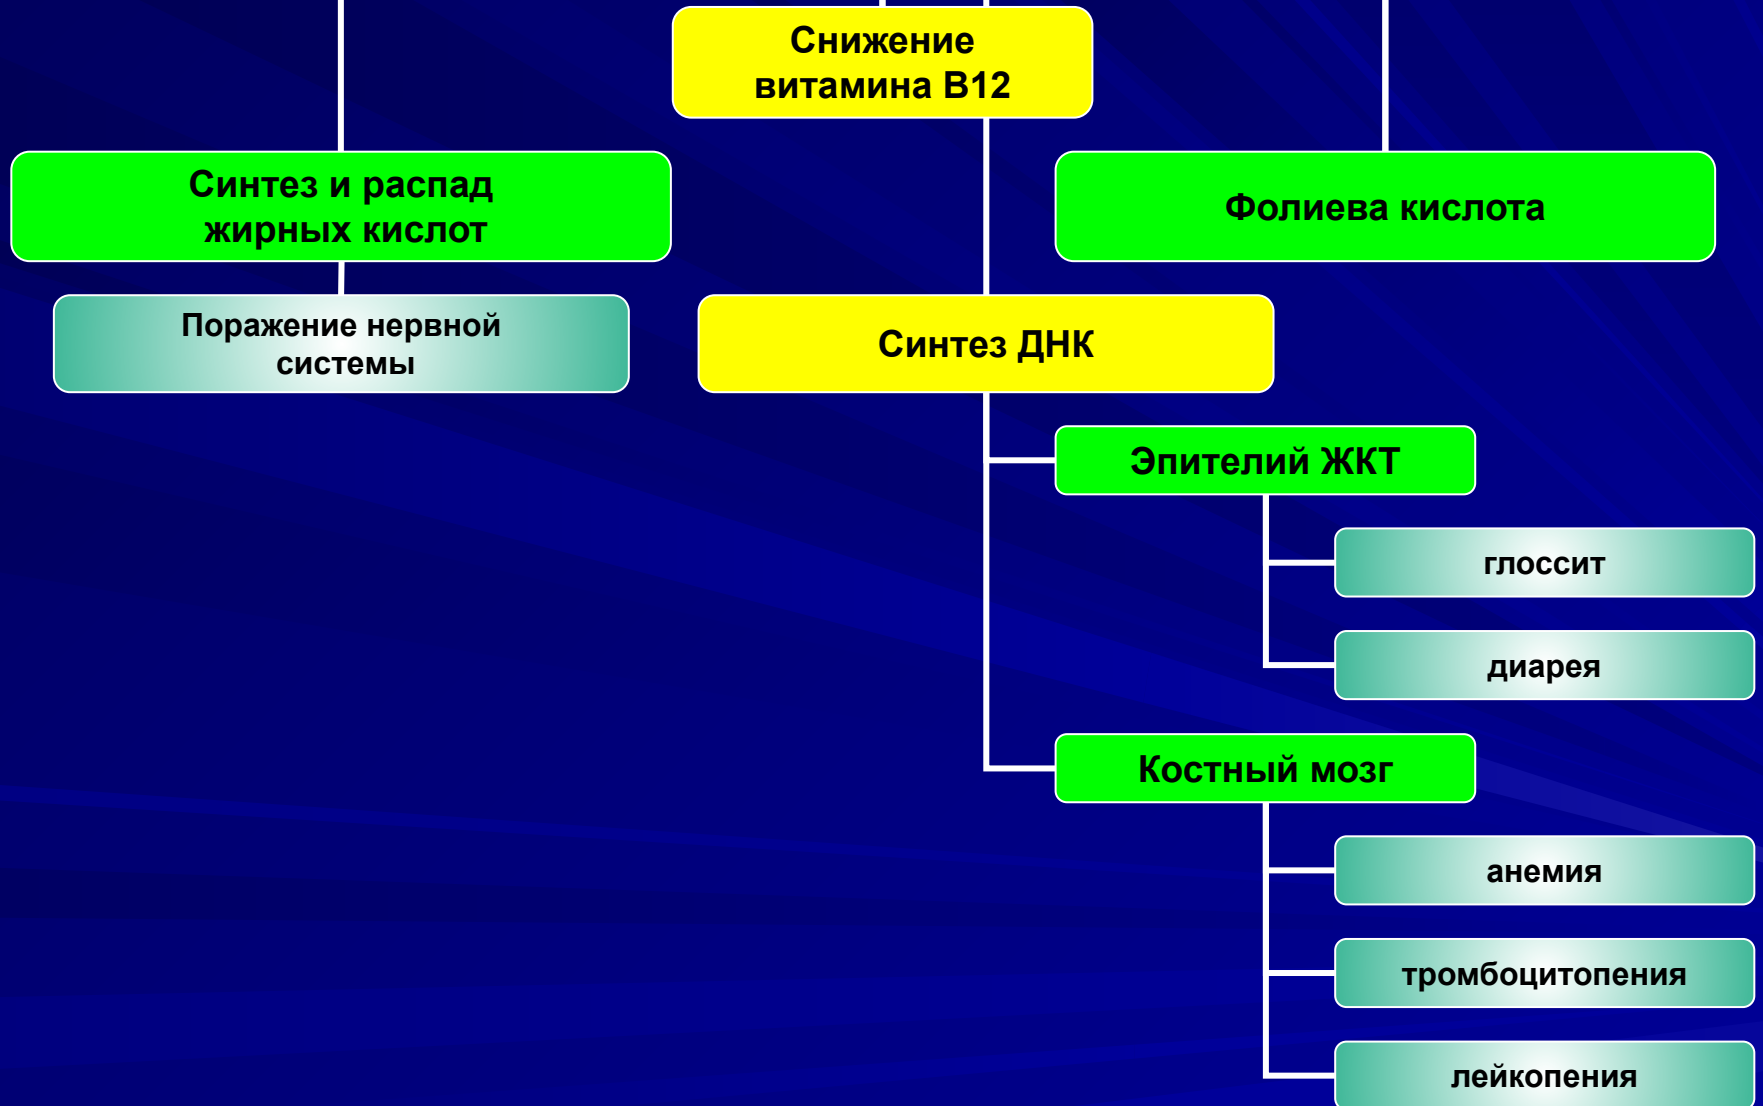 Снижение
витамина В12
Синтез и распад
жирных кислот
Фолиева кислота
Поражение нервной
системы
Синтез ДНК
Эпителий ЖКТ
глоссит
диарея
Костный мозг
анемия
тромбоцитопения
лейкопения